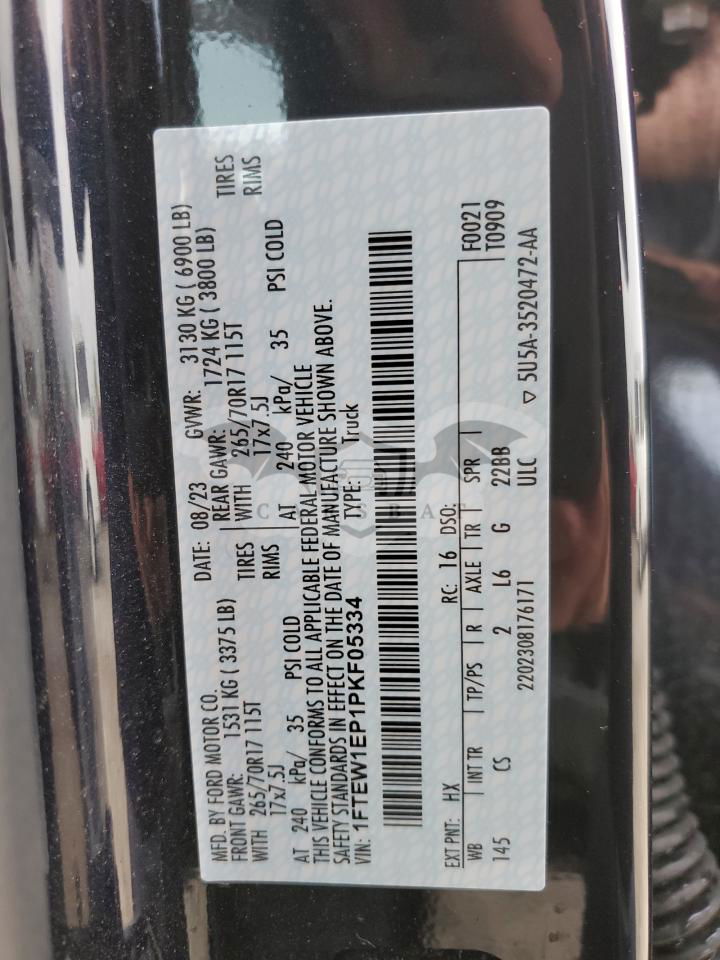 MFD. BY FORD MOTOR CO.
DATE: 08/23
GVWR: 3130 KG ( 6900 LB)
FRONT GAWR: 1531 KG ( 3375 LB)
REAR GAWR: 1724 KG ( 3800 LB)
WITH 265/70R17 115T TIRES
WITH 265/70R17 115T TIRES
17x7.5J RIMS
17x7.5J RIMS
AT 240 kPa/ 35 PSI COLD
AT 240 kPa/ 35 PSI COLD
THIS VEHICLE CONFORMS TO ALL APPLICABLE FEDERAL MOTOR VEHICLE
SAFETY STANDARDS IN EFFECT ON THE DATE OF MANUFACTURE SHOWN ABOVE.
VIN: 1FTEW1EP1PKF05334 TYPE: Truck
EXT PNT: HX RC: 16 DSO: F0021
WB INT TR TP/PS R AXLE TR SPR T0909
145 CS 2 L6 G 22BB
2202308176171 ULC ▽ 5U5A-3520472-AA